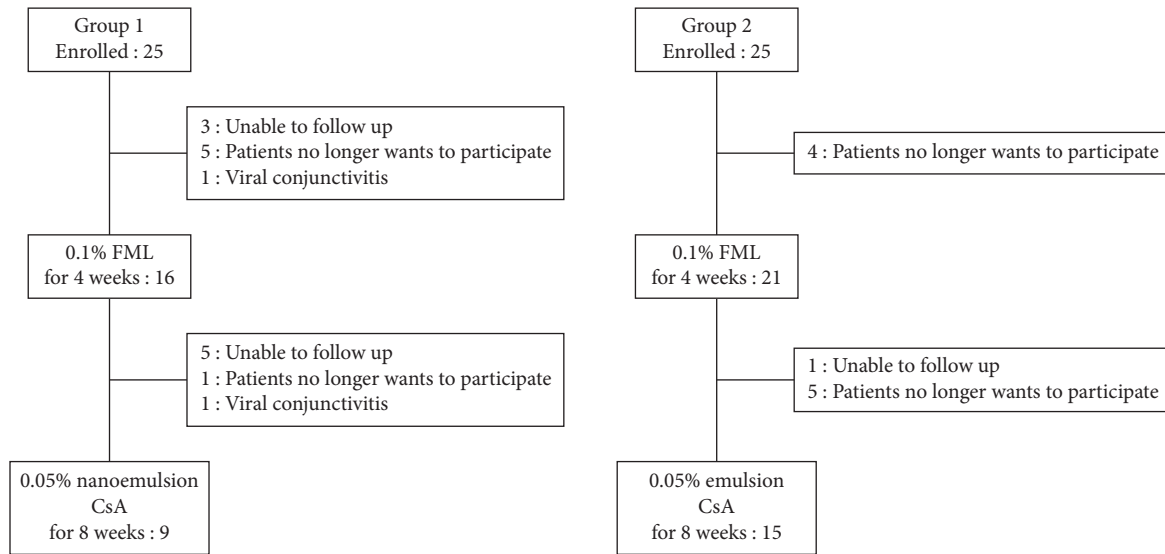 Group 1
Enrolled : 25
3 : Unable to follow up
5 : Patients no longer wants to participate
1 : Viral conjunctivitis
0.1% FML
for 4 weeks : 16
5 : Unable to follow up
1 : Patients no longer wants to participate
1 : Viral conjunctivitis
0.05% nanoemulsion
CsA
for 8 weeks : 9
Group 2
Enrolled : 25
4 : Patients no longer wants to participate
0.1% FML
for 4 weeks : 21
1 : Unable to follow up
5 : Patients no longer wants to participate
0.05% emulsion
CsA
for 8 weeks : 15